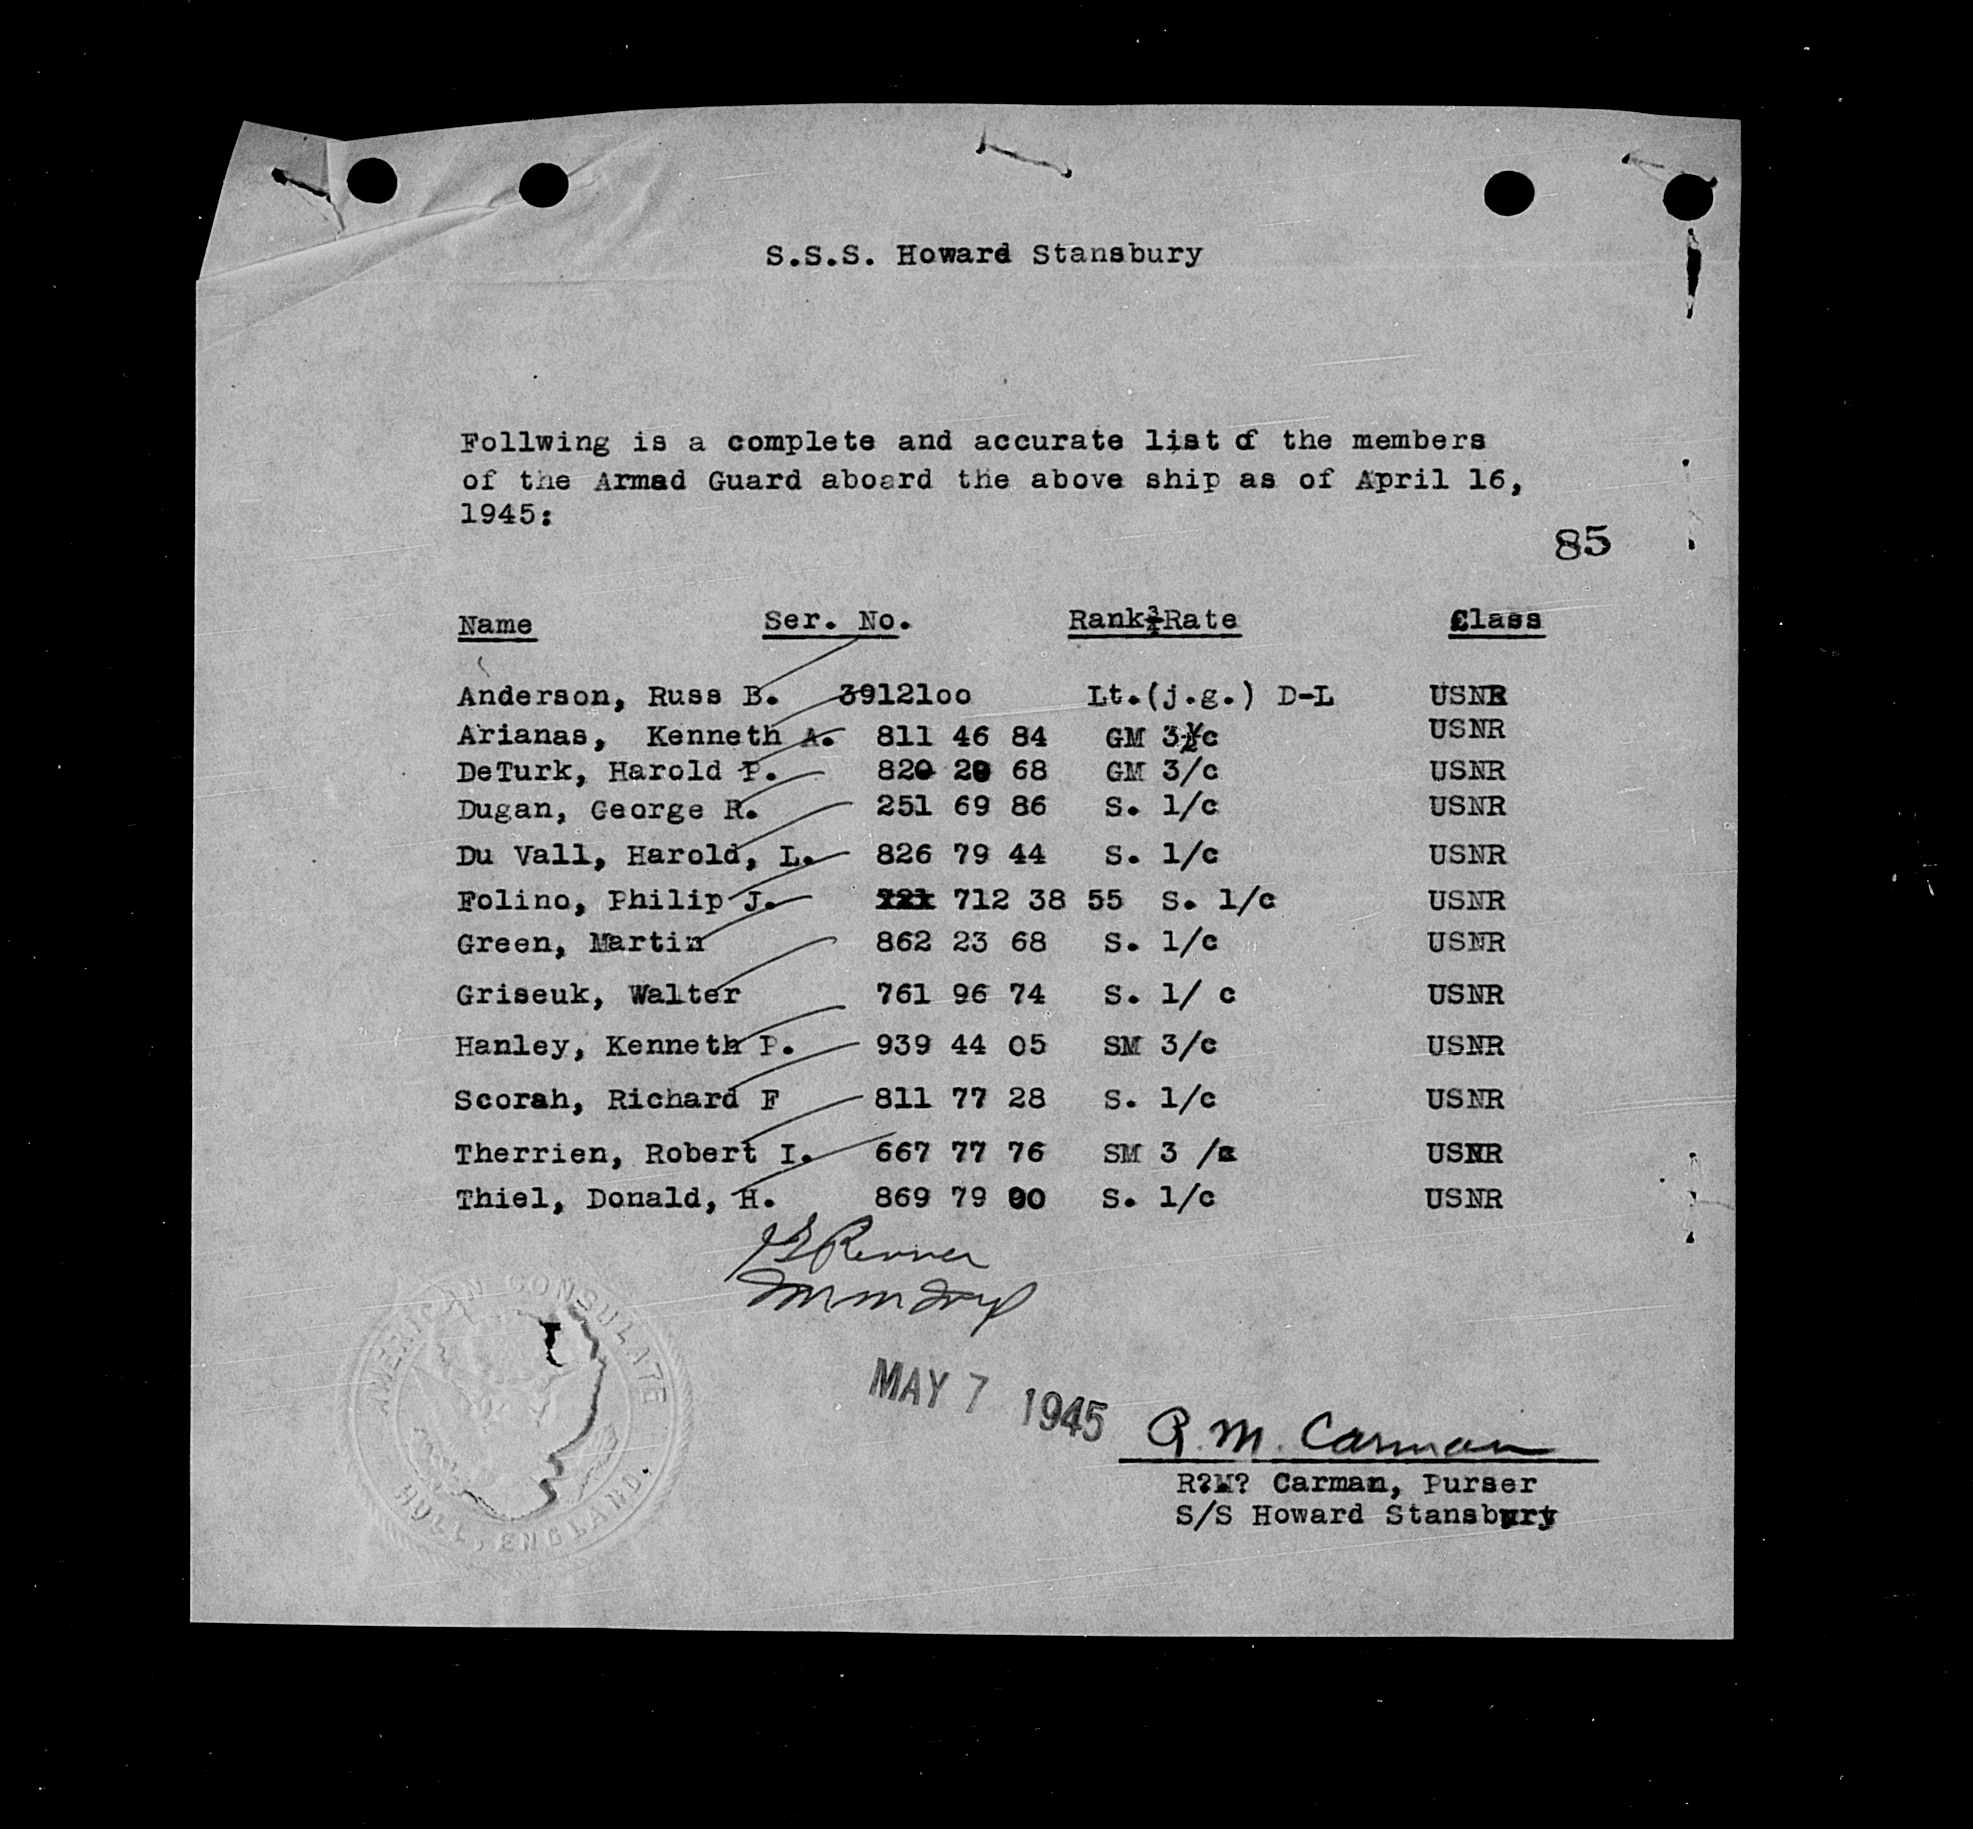 S.S.S. Howard Stansbury
Follwing is a complete and accurate list of the members
of the Armad Guard aboard the above ship as of April 16,
1945:
85
Name Ser. No. Rank Rate Class
Anderson, Russ B. 39121oo Lt.(j.g.) D-L USNR
Arianas, Kenneth A. 811 46 84 GM 3/c USNR
DeTurk, Harold P. 820 20 68 GM 3/c USNR
Dugan, George R. 251 69 86 S. 1/c USNR
Du Vall, Harold, L. 826 79 44 S. 1/c USNR
Folino, Philip J. 712 38 55 S. 1/c USNR
Green, Martin 862 23 68 S. 1/c USNR
Griseuk, Walter 761 96 74 S. 1/ c USNR
Hanley, Kenneth P. 939 44 05 SM 3/c USNR
Scorah, Richard F 811 77 28 S. 1/c USNR
Therrien, Robert I. 667 77 76 SM 3 /c USNR
Thiel, Donald, H. 869 79 00 S. 1/c USNR
AMERICAN CONSULATE
HULL, ENGLAND.
MAY 7 1945
R. M. Carman
R?M? Carman, Purser
S/S Howard Stansbury